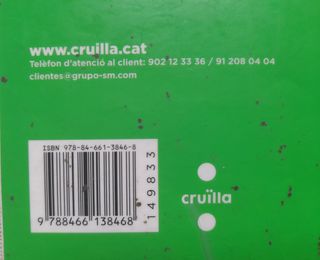 www.cruilla.cat
Telèfon d'atenció al client: 902 12 33 36 / 91 208 04 04
clientes@grupo-sm.com
ISBN 978-84-661-3846-8
9 788466 138468
149833
cruïlla